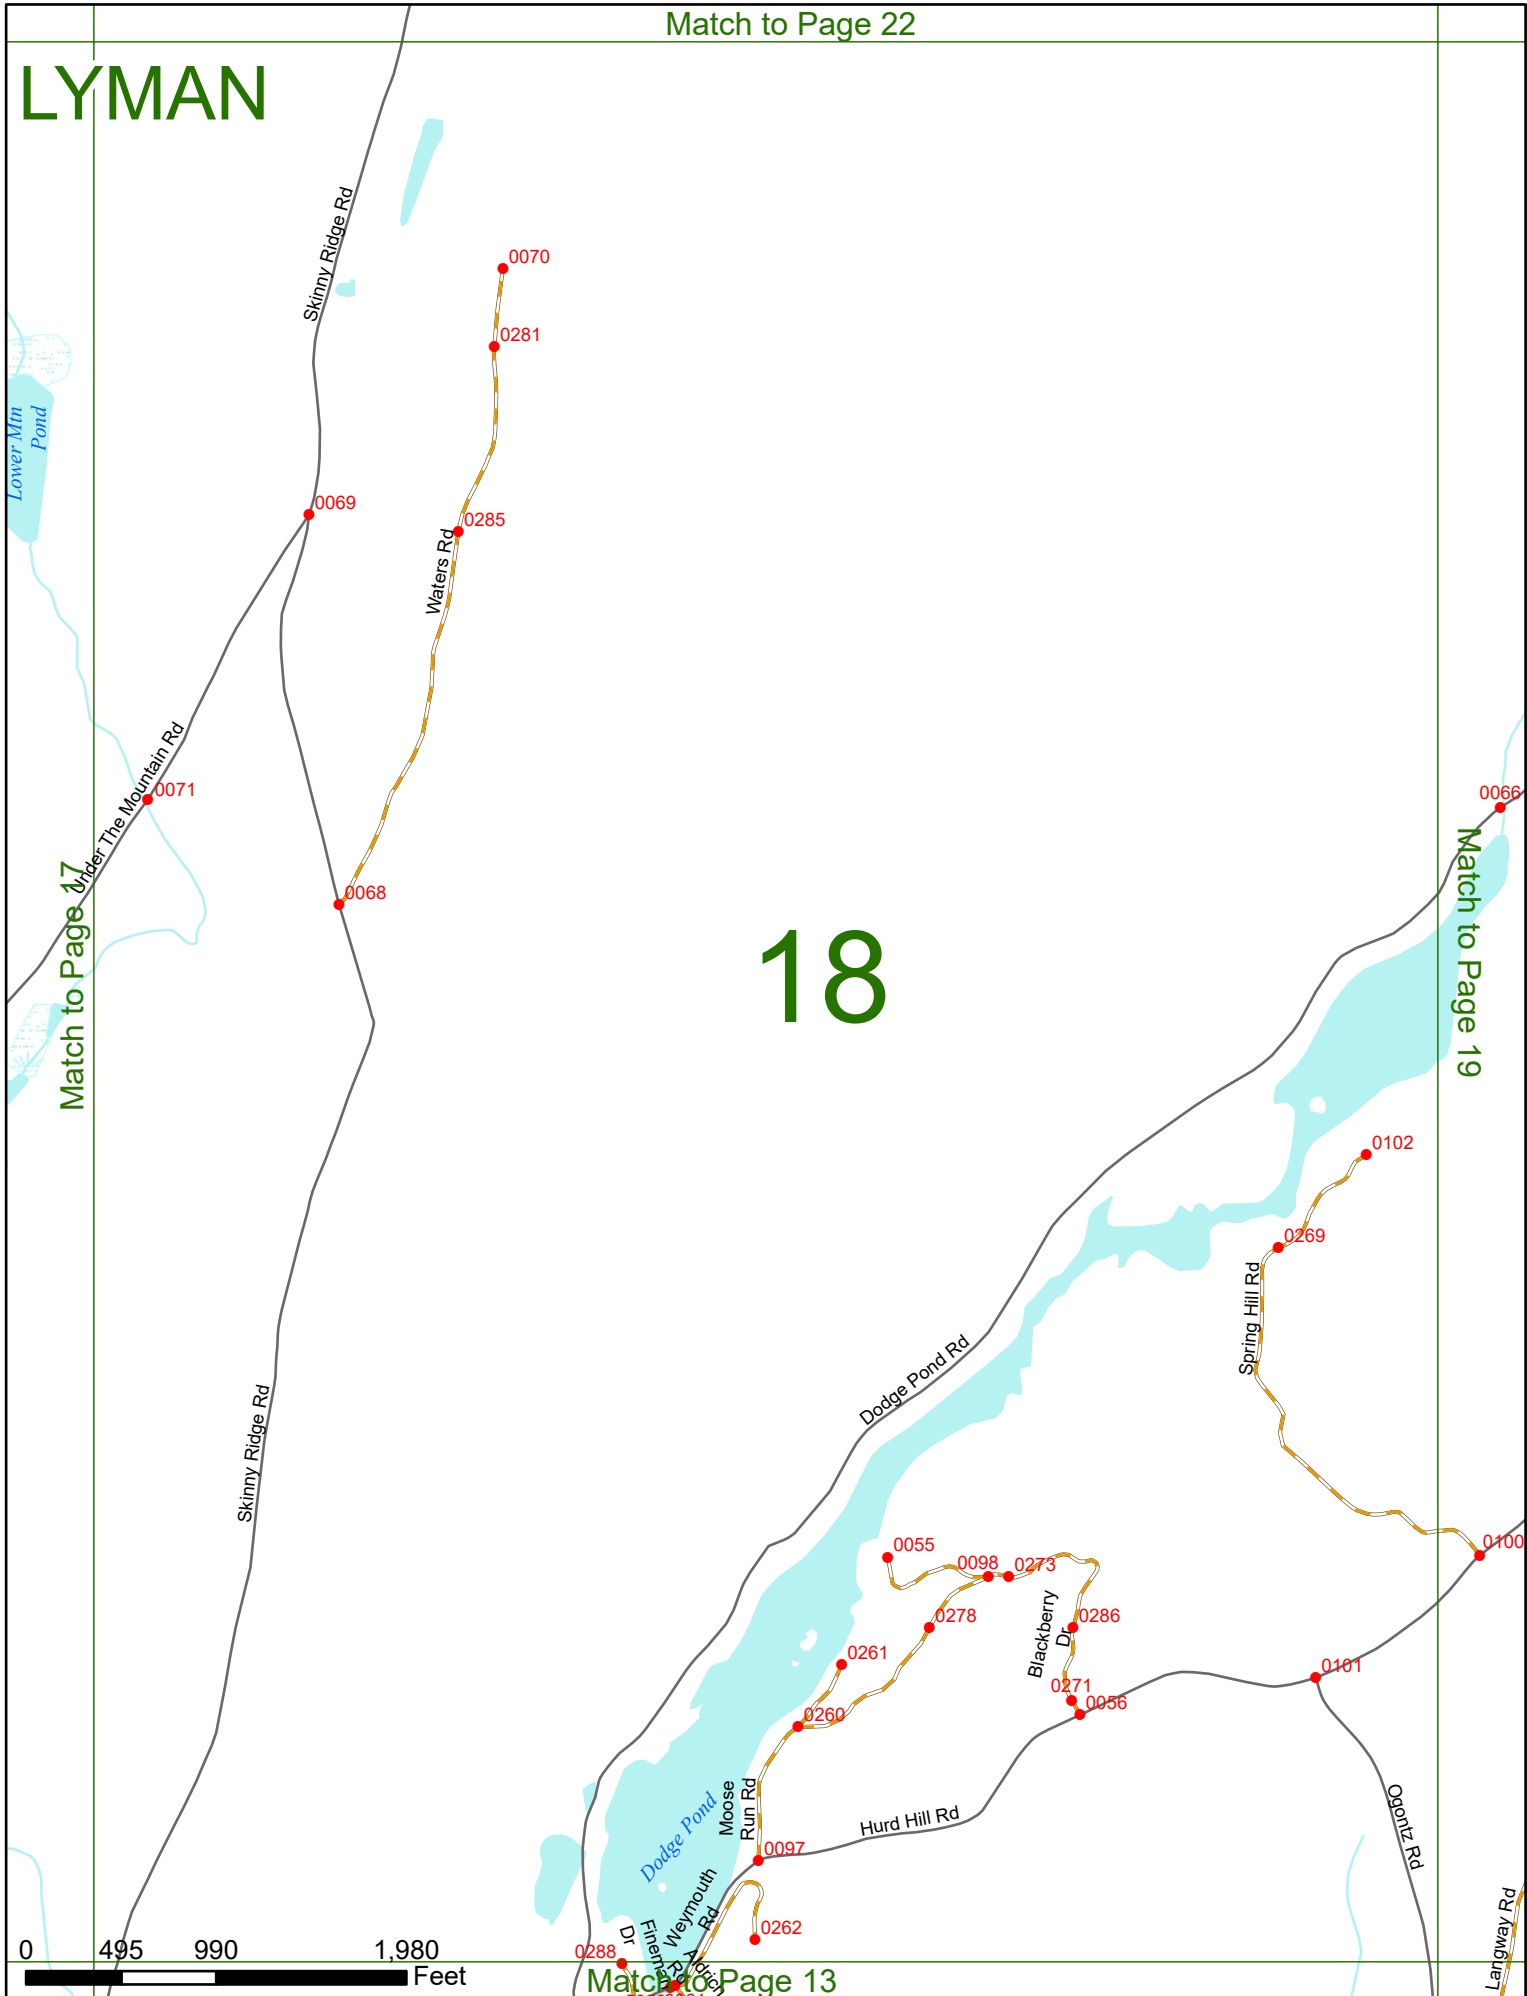 Match to Page 22
LYMAN
Skinny Ridge Rd
0070
0281
Lower Mtn
Pond
0069
0285
Waters Rd
Under The Mountain Rd
0071
0066
Match to Page 17
0068
18
Match to Page 19
0102
0269
Spring Hill Rd
Dodge Pond Rd
Skinny Ridge Rd
0055
0098
0273
0100
0278
Blackberry
Dr
0286
0261
0101
0271
0056
0260
Moose
Run Rd
Dodge Pond
Hurd Hill Rd
Ogontz Rd
0097
Weymouth
Rd
0262
Langway Rd
Dr
Rd
Aldrich
0288
0 495 990 1,980
Feet
Match to Page 13